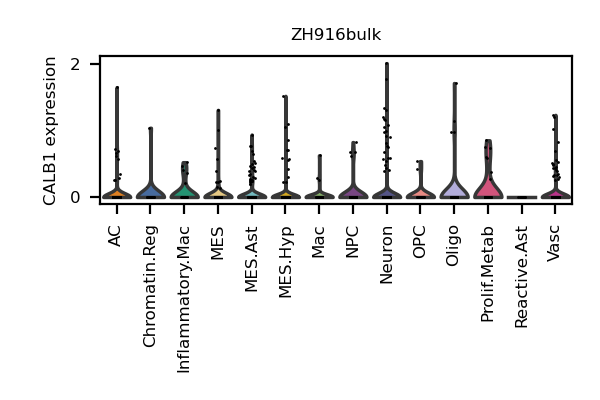 ZH916bulk
CALB1 expression
2
0
AC
Chromatin.Reg
Inflammatory.Mac
MES
MES.Ast
MES.Hyp
Mac
NPC
Neuron
OPC
Oligo
Prolif.Metab
Reactive.Ast
Vasc